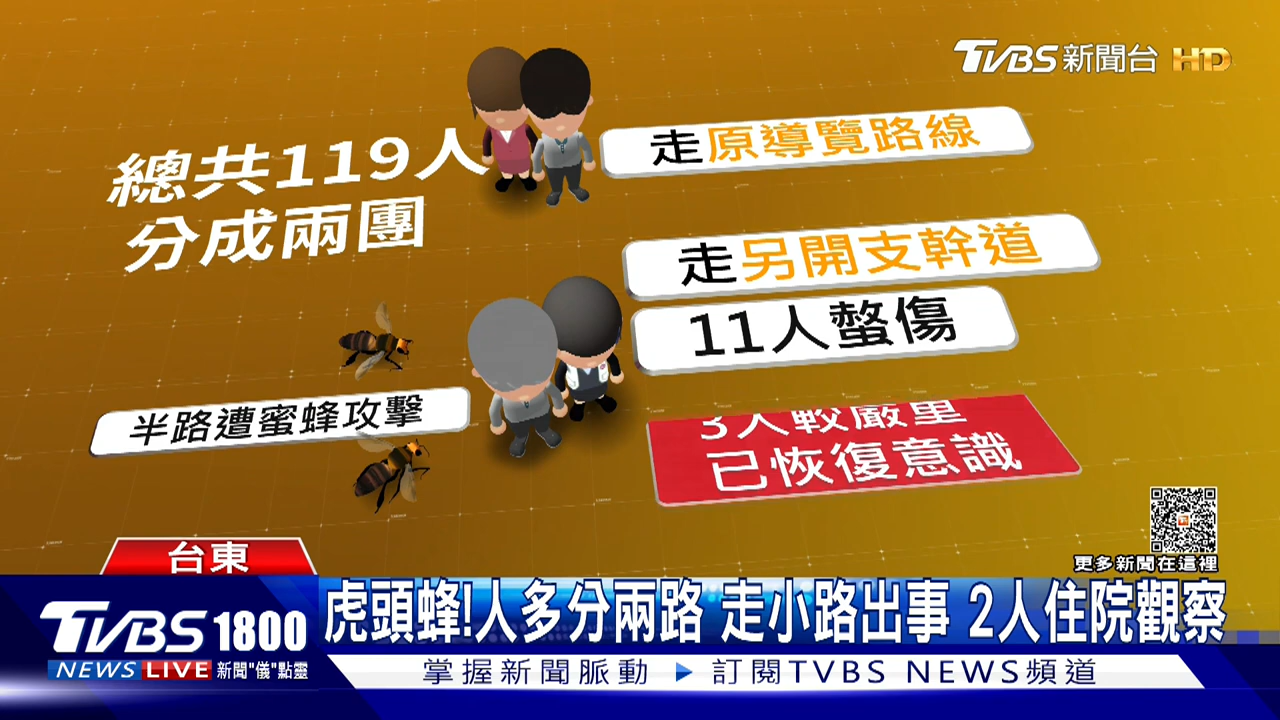 TVBS新聞台 HD
總共119人
分成兩團
走原導覽路線
走另開支幹道
11人螫傷
半路遭蜜蜂攻擊
3人較嚴重
已恢復意識
更多新聞在這裡
台東
虎頭蜂!人多分兩路 走小路出事 2人住院觀察
TVBS 1800
NEWS LIVE 新聞"儀"點靈
掌握新聞脈動 ▶ 訂閱TVBS NEWS頻道